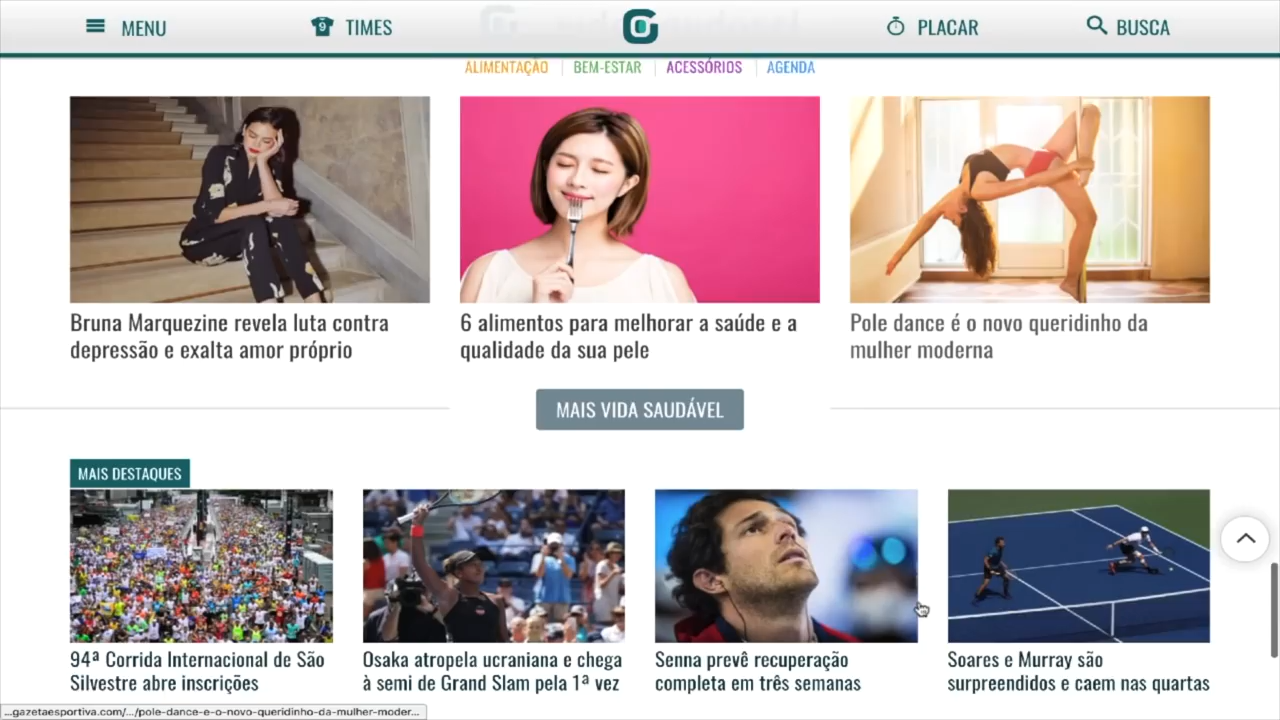 MENU
9
TIMES
PLACAR
BUSCA
ALIMENTAÇÃO
BEM-ESTAR
ACESSÓRIOS
AGENDA
Bruna Marquezine revela luta contra
depressão e exalta amor próprio
6 alimentos para melhorar a saúde e a
qualidade da sua pele
Pole dance é o novo queridinho da
mulher moderna
MAIS VIDA SAUDÁVEL
MAIS DESTAQUES
94ª Corrida Internacional de São
Silvestre abre inscrições
Osaka atropela ucraniana e chega
à semi de Grand Slam pela 1ª vez
Senna prevê recuperação
completa em três semanas
Soares e Murray são
surpreendidos e caem nas quartas
...gazetaesportiva.com/.../pole-dance-e-o-novo-queridinho-da-mulher-moder...